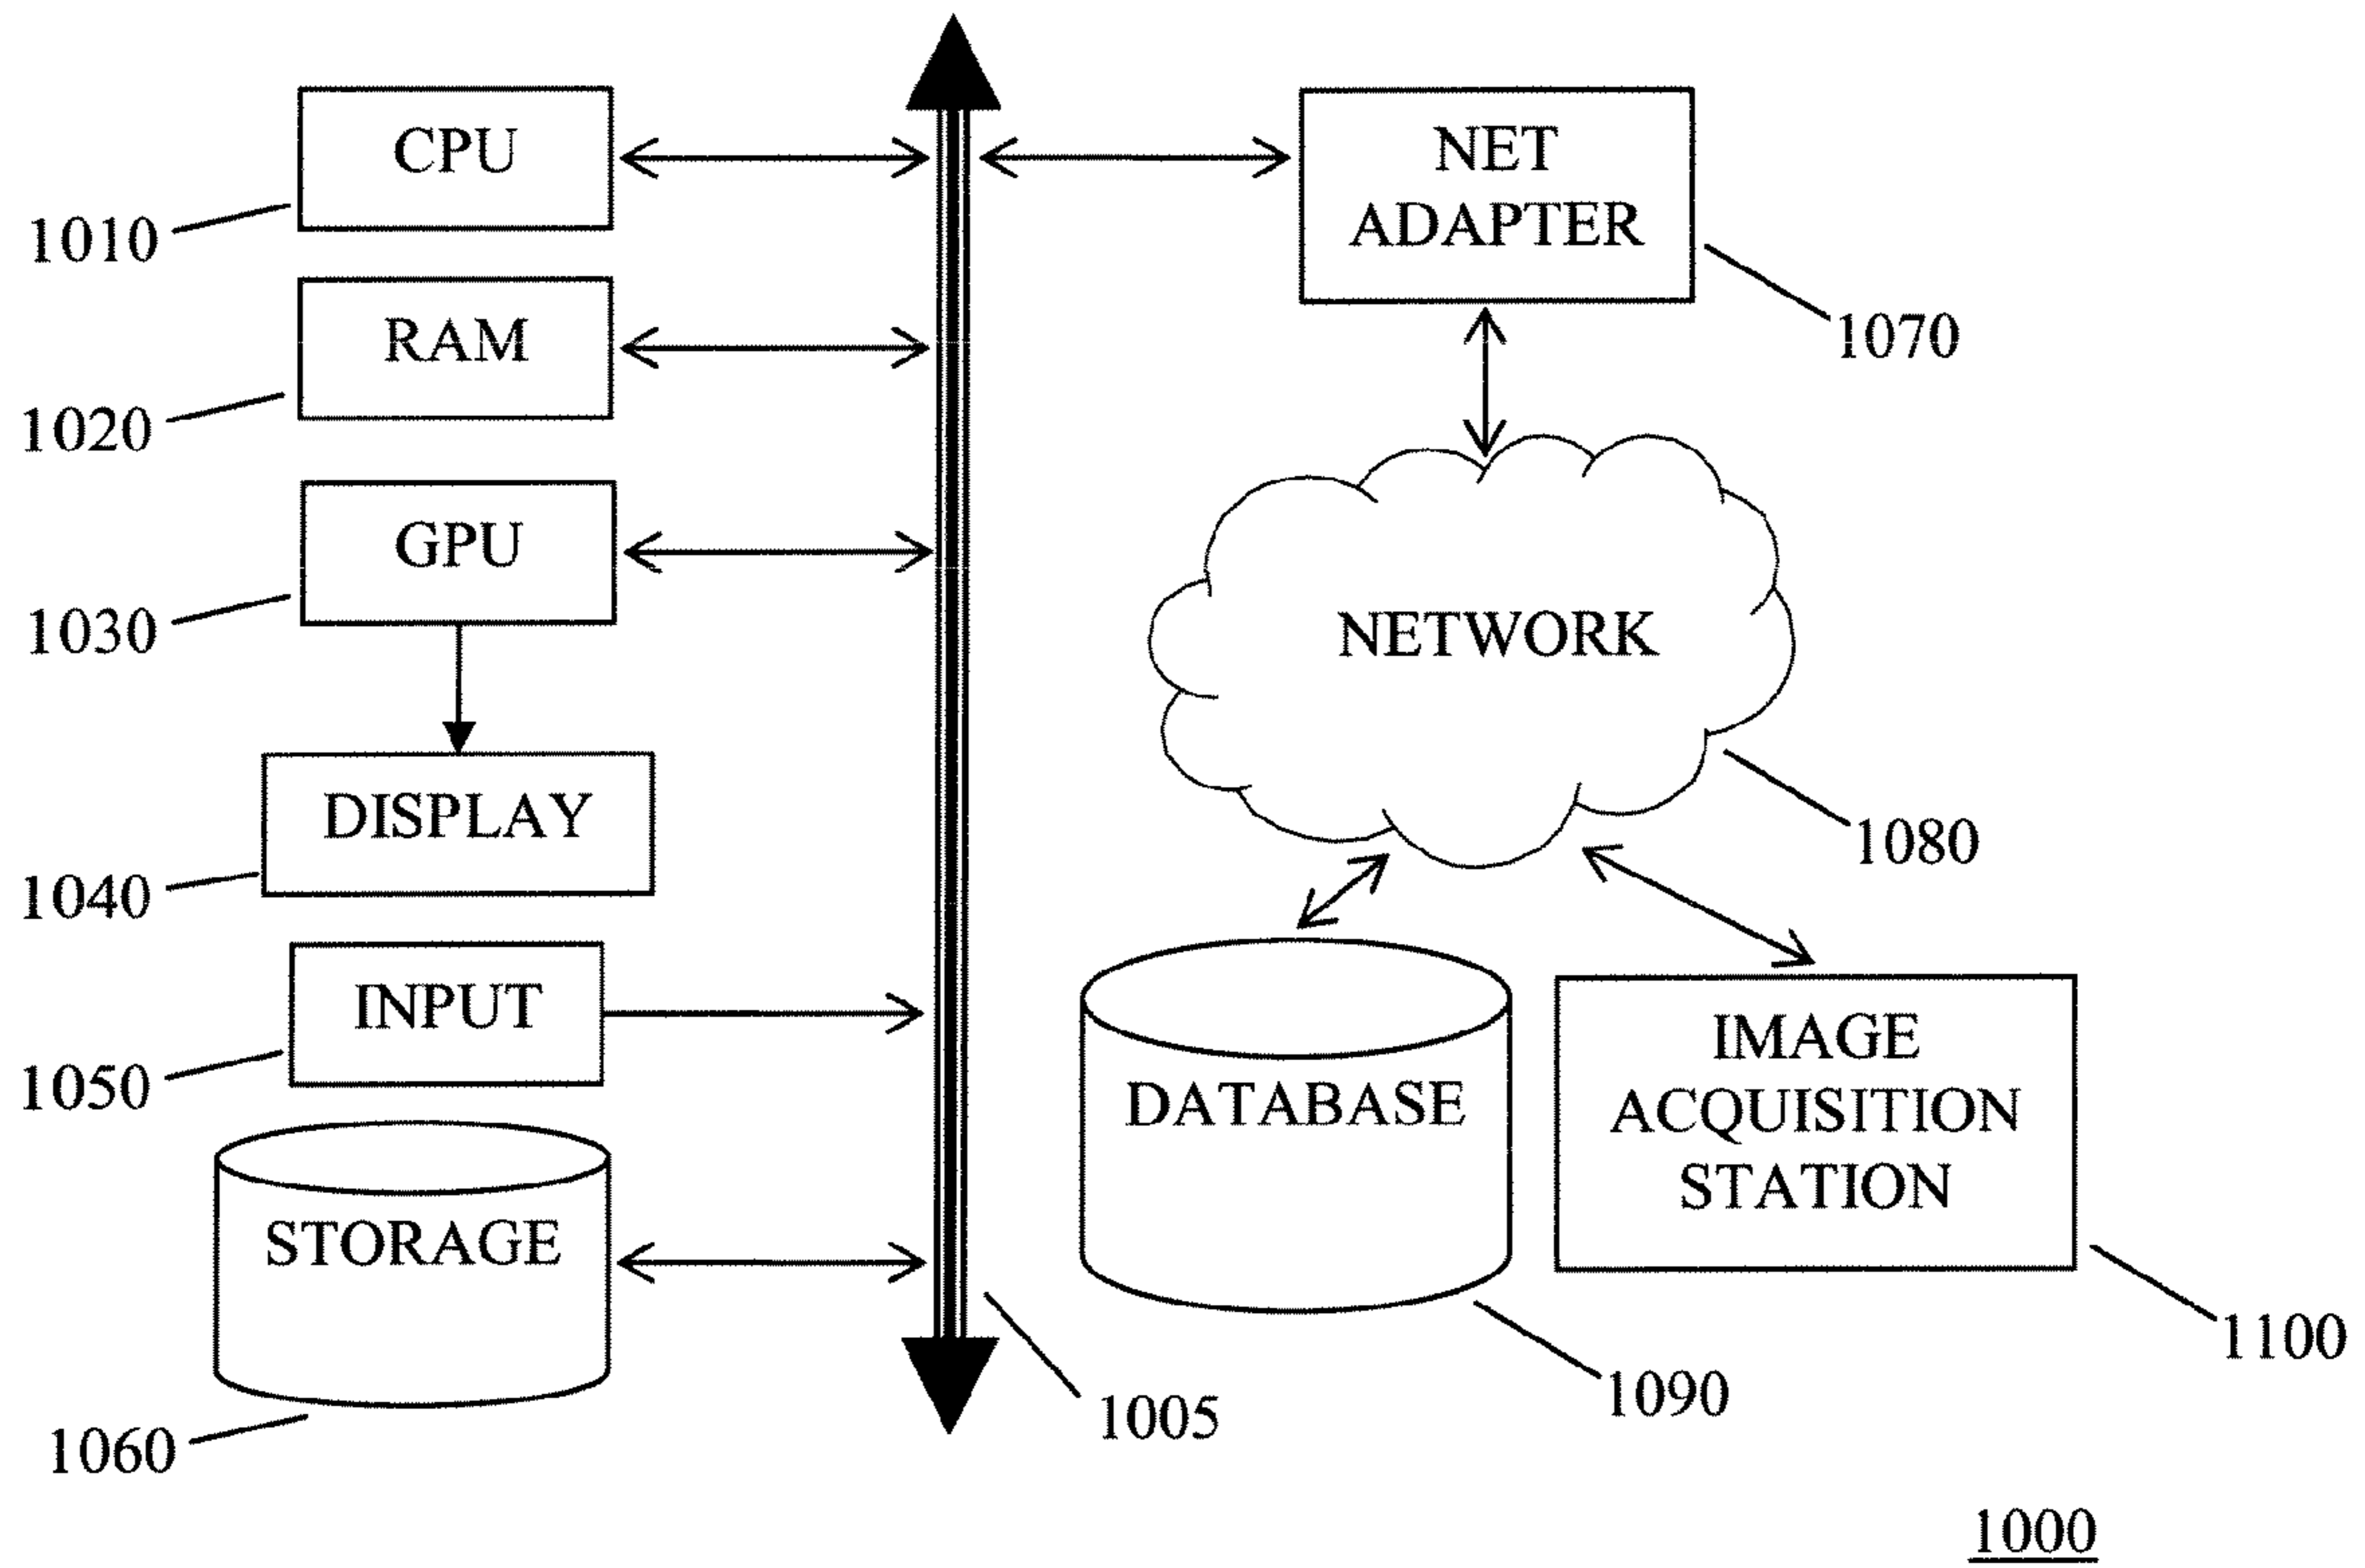 CPU
1010
RAM
1020
GPU
1030
DISPLAY
1040
INPUT
1050
STORAGE
1060
1005
NET
ADAPTER
1070
NETWORK
1080
DATABASE
1090
IMAGE
ACQUISITION
STATION
1100
1000